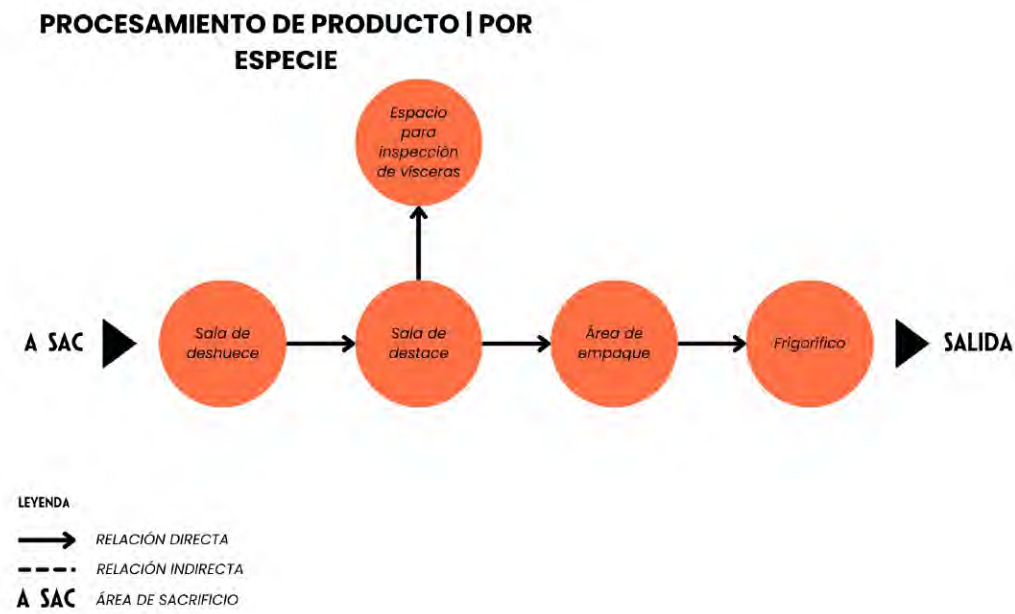 PROCESAMIENTO DE PRODUCTO | POR
ESPECIE
Espacio
para
inspecciòn
de vísceras
A SAC
Sala de
deshuece
Sala de
destace
Área de
empaque
Frigorífico
SALIDA
LEYENDA
RELACIÓN DIRECTA
RELACIÓN INDIRECTA
A SAC ÁREA DE SACRIFICIO